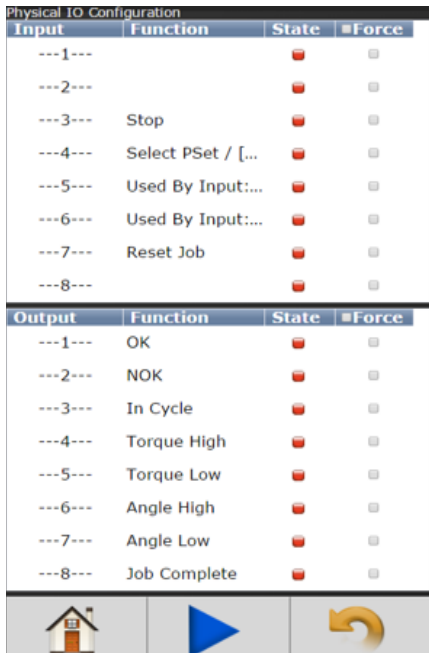 Physical IO Configuration
Input Function State Force
---1---
---2---
---3--- Stop
---4--- Select PSet / [...
---5--- Used By Input:...
---6--- Used By Input:...
---7--- Reset Job
---8---
Output Function State Force
---1--- OK
---2--- NOK
---3--- In Cycle
---4--- Torque High
---5--- Torque Low
---6--- Angle High
---7--- Angle Low
---8--- Job Complete